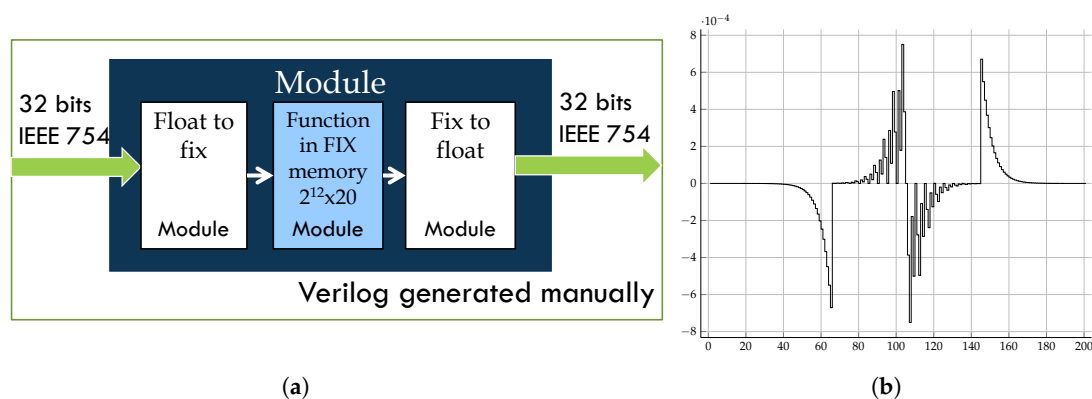 32 bits
IEEE 754
Module
Float to
fix
Module
Function
in FIX
memory
2¹²x20
Module
Fix to
float
Module
32 bits
IEEE 754
Verilog generated manually
(a)
·10⁻⁴
8
6
4
2
0
−2
−4
−6
−8
0 20 40 60 80 100 120 140 160 180 200
(b)